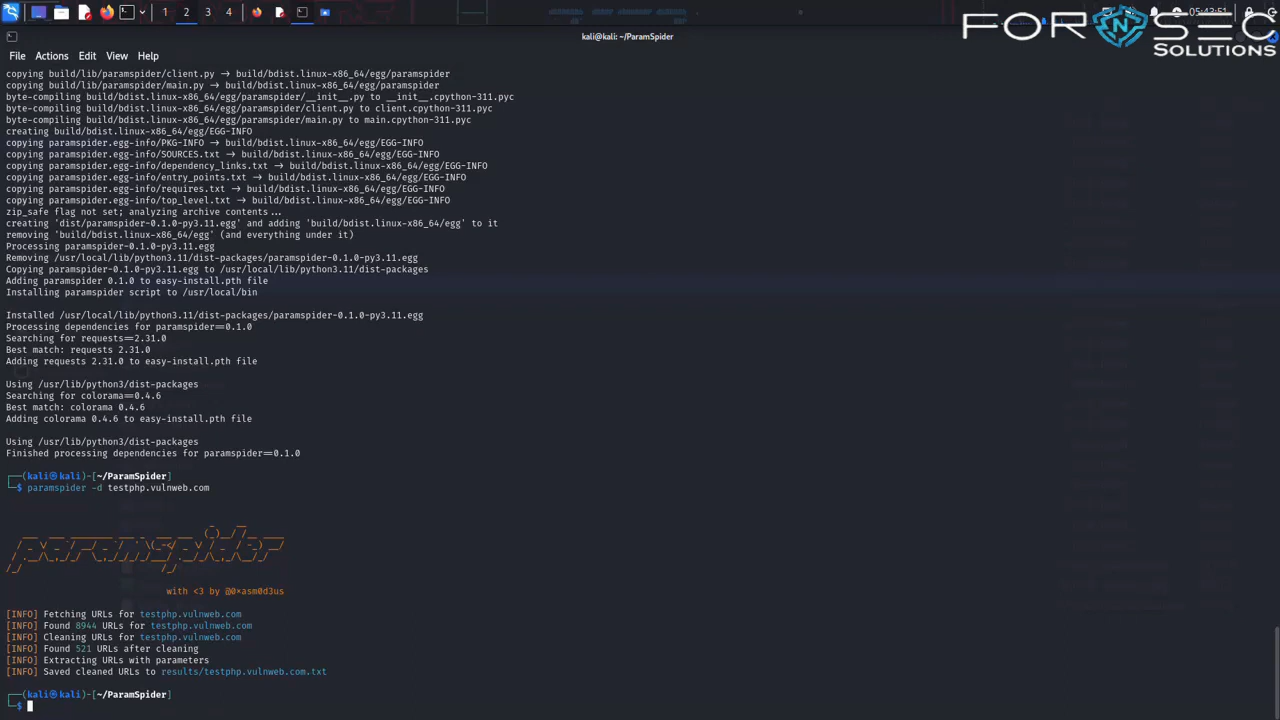 1 2 3 4
05:43:51
FORNSEC
SOLUTIONS
kali@kali: ~/ParamSpider
File Actions Edit View Help
copying build/lib/paramspider/client.py → build/bdist.linux-x86_64/egg/paramspider
copying build/lib/paramspider/main.py → build/bdist.linux-x86_64/egg/paramspider
byte-compiling build/bdist.linux-x86_64/egg/paramspider/__init__.py to __init__.cpython-311.pyc
byte-compiling build/bdist.linux-x86_64/egg/paramspider/client.py to client.cpython-311.pyc
byte-compiling build/bdist.linux-x86_64/egg/paramspider/main.py to main.cpython-311.pyc
creating build/bdist.linux-x86_64/egg/EGG-INFO
copying paramspider.egg-info/PKG-INFO → build/bdist.linux-x86_64/egg/EGG-INFO
copying paramspider.egg-info/SOURCES.txt → build/bdist.linux-x86_64/egg/EGG-INFO
copying paramspider.egg-info/dependency_links.txt → build/bdist.linux-x86_64/egg/EGG-INFO
copying paramspider.egg-info/entry_points.txt → build/bdist.linux-x86_64/egg/EGG-INFO
copying paramspider.egg-info/requires.txt → build/bdist.linux-x86_64/egg/EGG-INFO
copying paramspider.egg-info/top_level.txt → build/bdist.linux-x86_64/egg/EGG-INFO
zip_safe flag not set; analyzing archive contents...
creating 'dist/paramspider-0.1.0-py3.11.egg' and adding 'build/bdist.linux-x86_64/egg' to it
removing 'build/bdist.linux-x86_64/egg' (and everything under it)
Processing paramspider-0.1.0-py3.11.egg
Removing /usr/local/lib/python3.11/dist-packages/paramspider-0.1.0-py3.11.egg
Copying paramspider-0.1.0-py3.11.egg to /usr/local/lib/python3.11/dist-packages
Adding paramspider 0.1.0 to easy-install.pth file
Installing paramspider script to /usr/local/bin
Installed /usr/local/lib/python3.11/dist-packages/paramspider-0.1.0-py3.11.egg
Processing dependencies for paramspider==0.1.0
Searching for requests==2.31.0
Best match: requests 2.31.0
Adding requests 2.31.0 to easy-install.pth file
Using /usr/lib/python3/dist-packages
Searching for colorama==0.4.6
Best match: colorama 0.4.6
Adding colorama 0.4.6 to easy-install.pth file
Using /usr/lib/python3/dist-packages
Finished processing dependencies for paramspider==0.1.0
┌──(kali㉿kali)-[~/ParamSpider]
└─$ paramspider -d testphp.vulnweb.com
paramspider
with <3 by @0×asm0d3us
[INFO] Fetching URLs for testphp.vulnweb.com
[INFO] Found 8944 URLs for testphp.vulnweb.com
[INFO] Cleaning URLs for testphp.vulnweb.com
[INFO] Found 521 URLs after cleaning
[INFO] Extracting URLs with parameters
[INFO] Saved cleaned URLs to results/testphp.vulnweb.com.txt
┌──(kali㉿kali)-[~/ParamSpider]
└─$